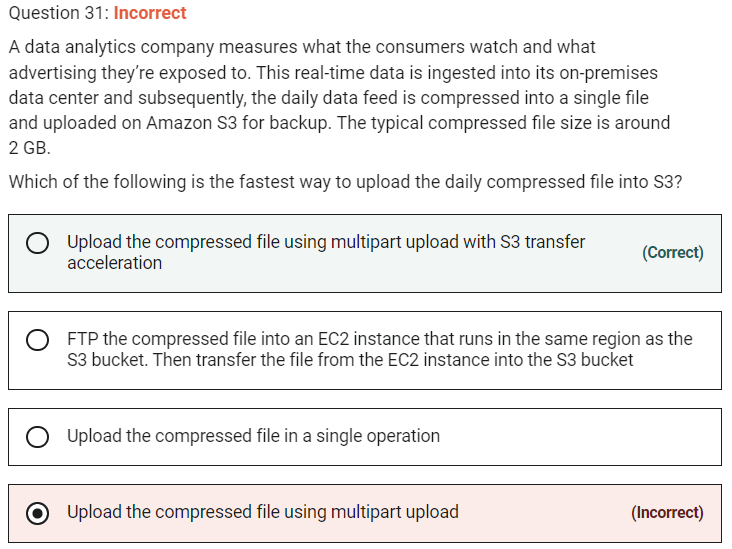 Question 31: Incorrect
A data analytics company measures what the consumers watch and what
advertising they’re exposed to. This real-time data is ingested into its on-premises
data center and subsequently, the daily data feed is compressed into a single file
and uploaded on Amazon S3 for backup. The typical compressed file size is around
2 GB.
Which of the following is the fastest way to upload the daily compressed file into S3?
Upload the compressed file using multipart upload with S3 transfer
acceleration
(Correct)
FTP the compressed file into an EC2 instance that runs in the same region as the
S3 bucket. Then transfer the file from the EC2 instance into the S3 bucket
Upload the compressed file in a single operation
Upload the compressed file using multipart upload
(Incorrect)